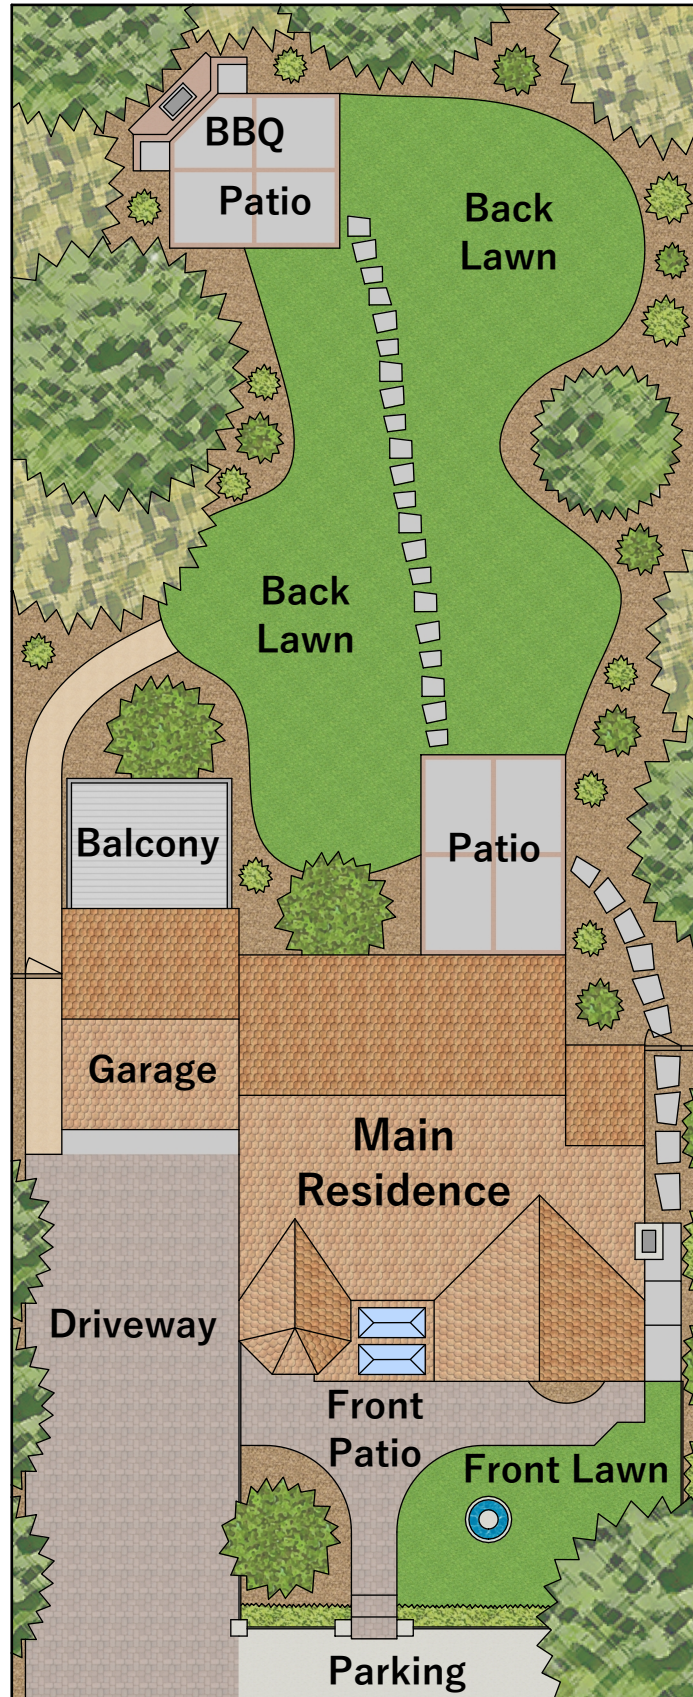 BBQ
Patio
Back
Lawn
Back
Lawn
Balcony
Patio
Garage
Main
Residence
Driveway
Front
Patio
Front Lawn
Parking